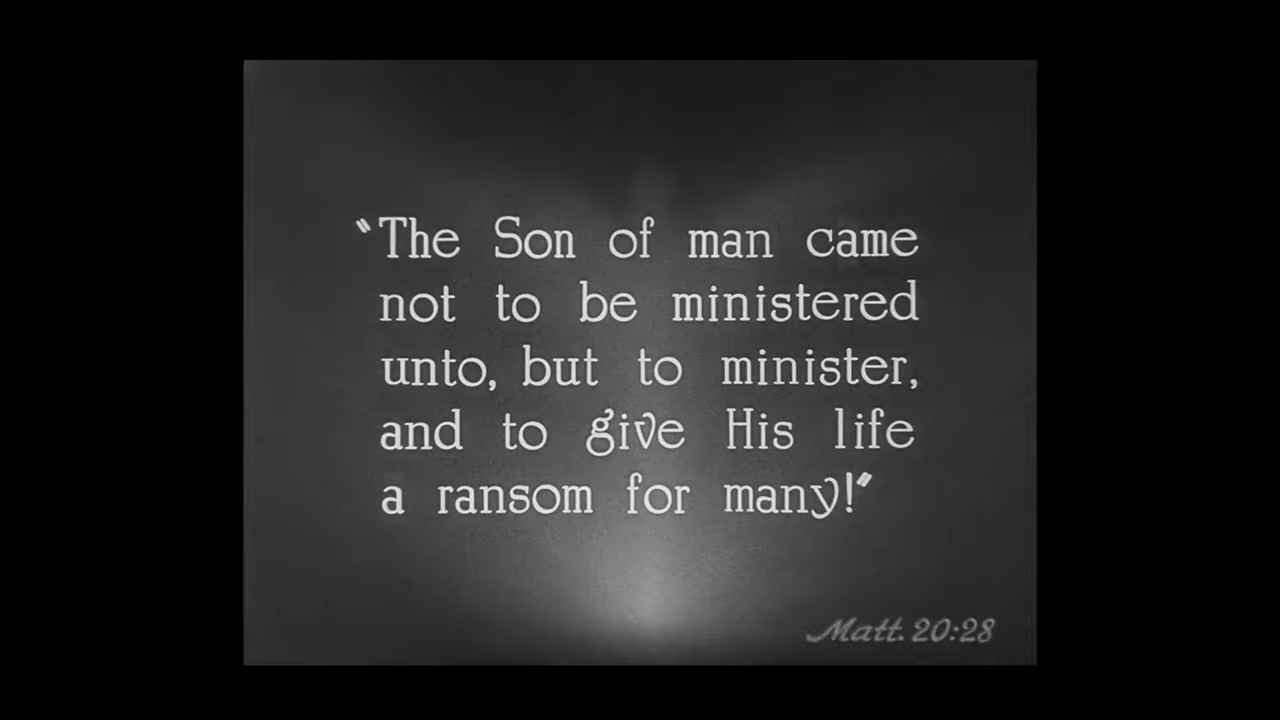 "The Son of man came
not to be ministered
unto, but to minister,
and to give His life
a ransom for many!"
Matt. 20:28